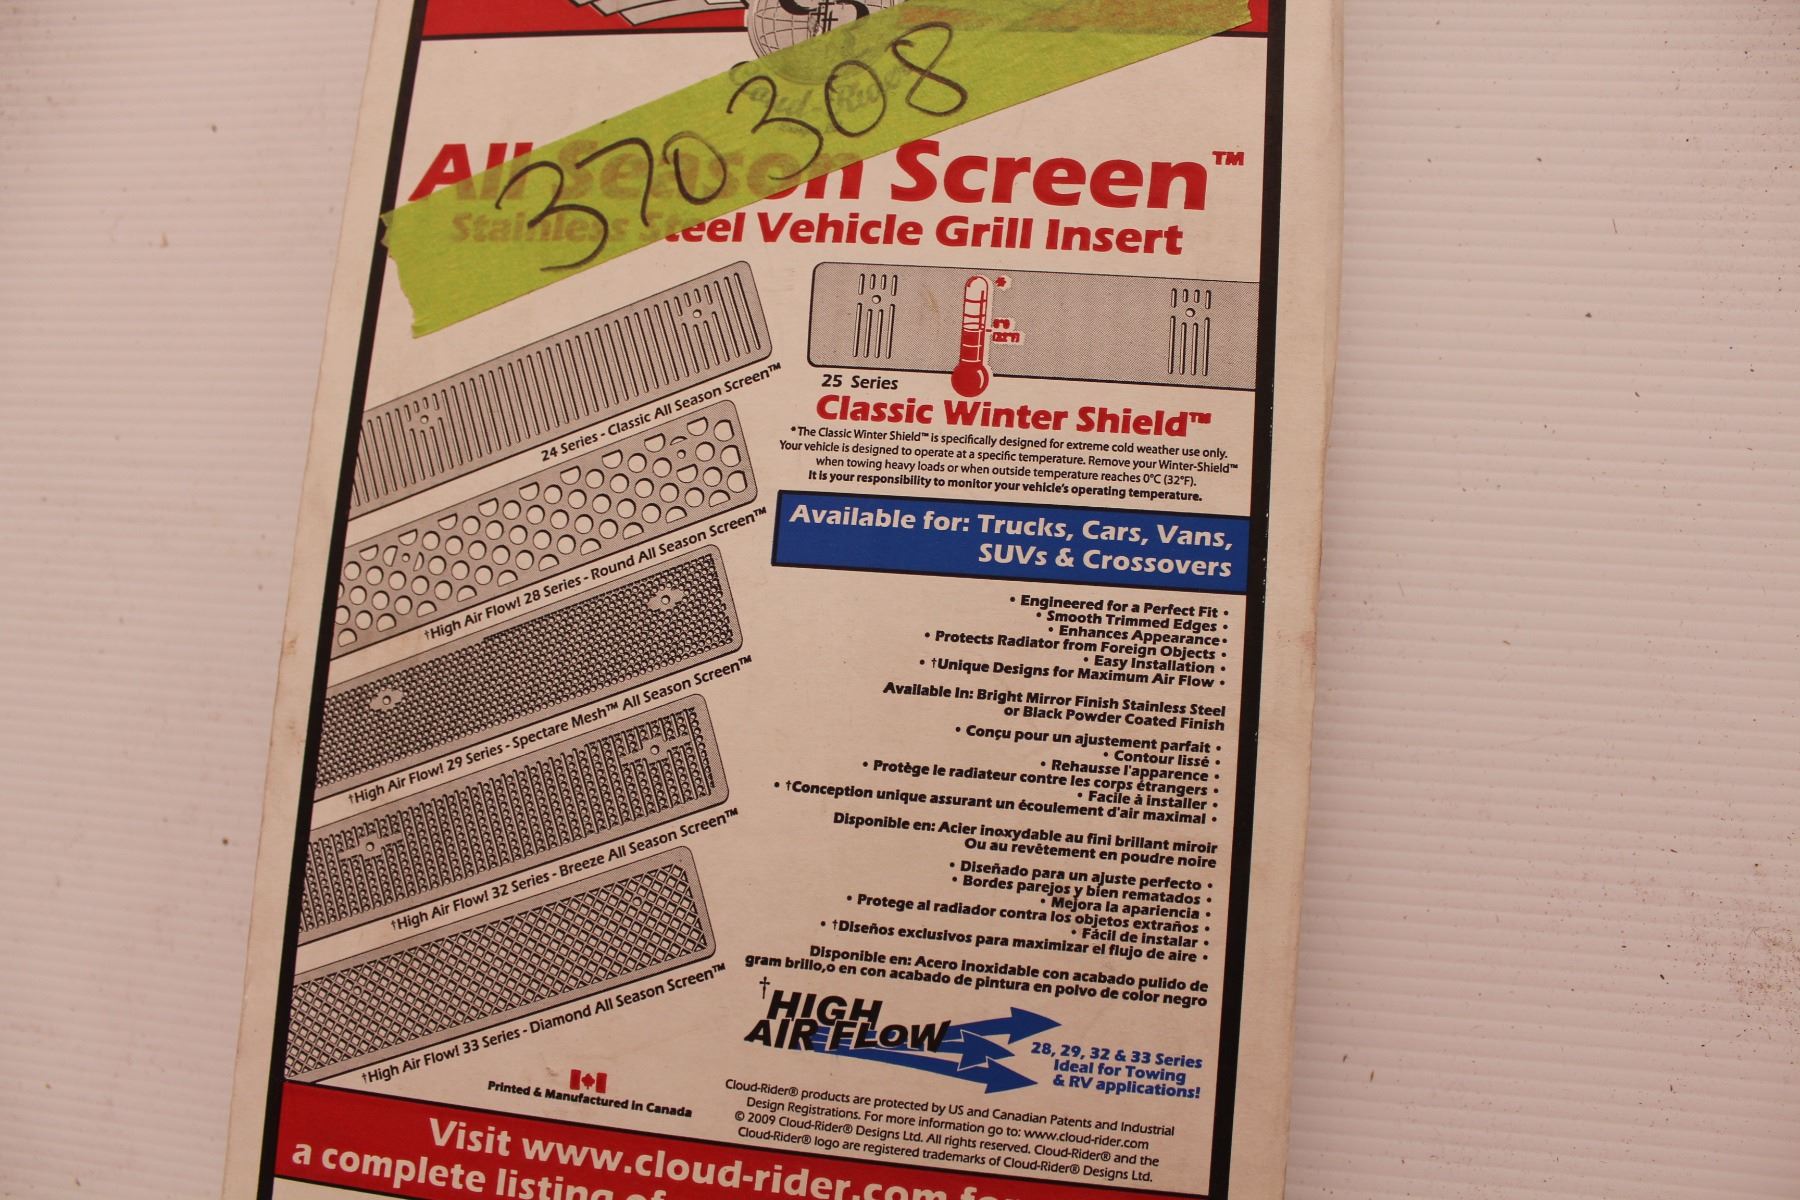 370308
All Season Screen™
Stainless Steel Vehicle Grill Insert
24 Series - Classic All Season Screen™
†High Air Flow! 28 Series - Round All Season Screen™
†High Air Flow! 29 Series - Spectare Mesh™ All Season Screen™
†High Air Flow! 32 Series - Breeze All Season Screen™
†High Air Flow! 33 Series - Diamond All Season Screen™
Printed & Manufactured in Canada
25 Series
Classic Winter Shield™
*The Classic Winter Shield™ is specifically designed for extreme cold weather use only.
Your vehicle is designed to operate at a specific temperature. Remove your Winter-Shield™
when towing heavy loads or when outside temperature reaches 0°C (32°F).
It is your responsibility to monitor your vehicle's operating temperature.
Available for: Trucks, Cars, Vans,
SUVs & Crossovers
• Engineered for a Perfect Fit •
• Smooth Trimmed Edges •
• Enhances Appearance •
• Protects Radiator from Foreign Objects •
• Easy Installation •
• †Unique Designs for Maximum Air Flow •
Available In: Bright Mirror Finish Stainless Steel
or Black Powder Coated Finish
• Conçu pour un ajustement parfait •
• Contour lissé •
• Rehausse l'apparence •
• Protège le radiateur contre les corps étrangers •
• Facile à installer •
• †Conception unique assurant un écoulement d'air maximal •
Disponible en: Acier inoxydable au fini brillant miroir
Ou au revêtement en poudre noire
• Diseñado para un ajuste perfecto •
• Bordes parejos y bien rematados •
• Mejora la apariencia •
• Protege al radiador contra los objetos extraños •
• Fácil de instalar •
• †Diseños exclusivos para maximizar el flujo de aire •
Disponible en: Acero inoxidable con acabado pulido de
gram brillo,o en con acabado de pintura en polvo de color negro
† HIGH
AIR FLOW
28, 29, 32 & 33 Series
Ideal for Towing
& RV applications!
Cloud-Rider® products are protected by US and Canadian Patents and Industrial
Design Registrations. For more information go to: www.cloud-rider.com
© 2009 Cloud-Rider® Designs Ltd. All rights reserved. Cloud-Rider® and the
Cloud-Rider® logo are registered trademarks of Cloud-Rider® Designs Ltd.
Visit www.cloud-rider.com for
a complete listing of